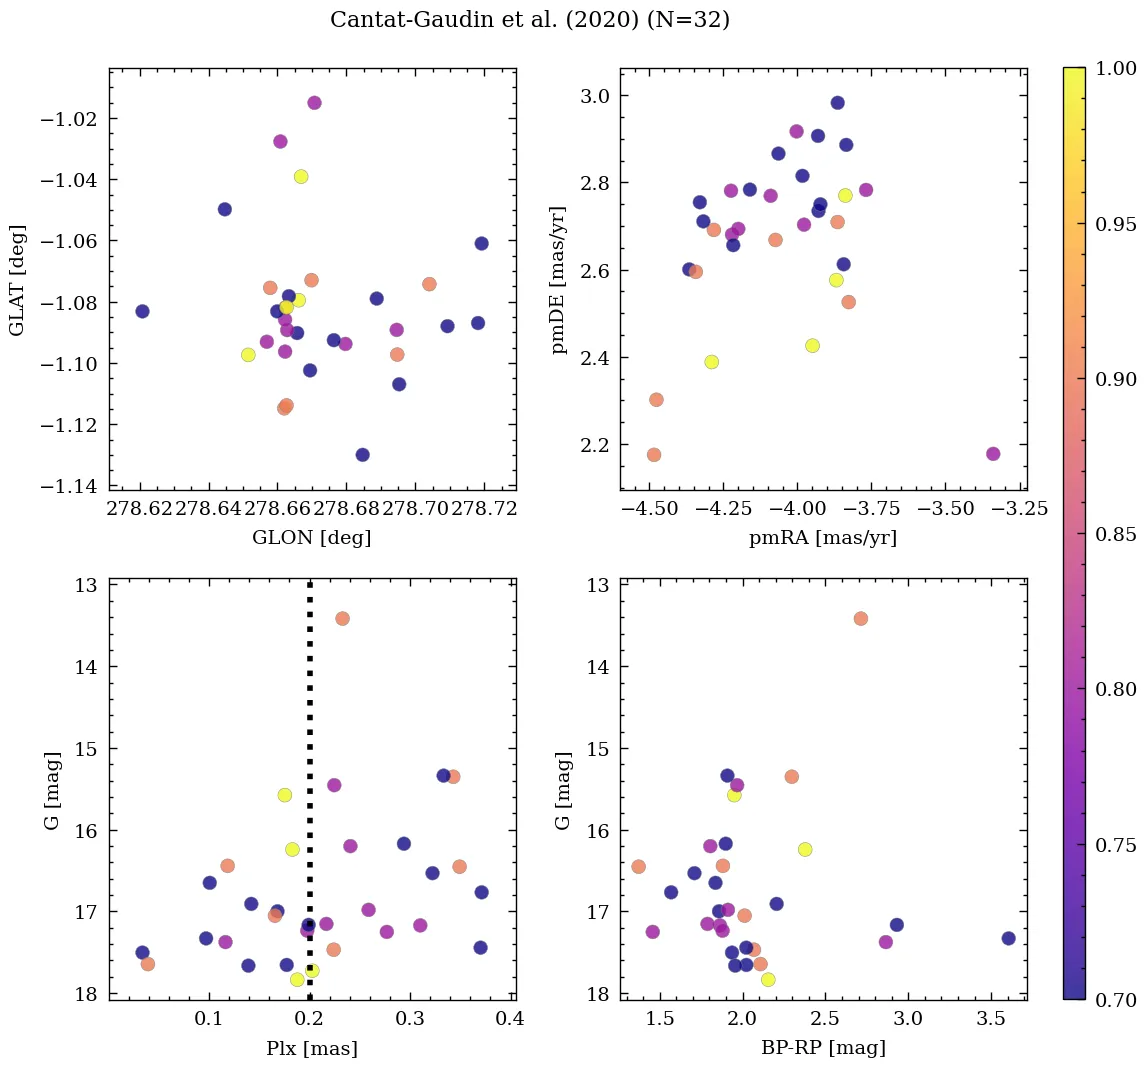 Cantat-Gaudin et al. (2020) (N=32)
−1.02
−1.04
−1.06
−1.08
−1.10
−1.12
−1.14
GLAT [deg]
278.62 278.64 278.66 278.68 278.70 278.72
GLON [deg]
3.0
2.8
2.6
2.4
2.2
pmDE [mas/yr]
−4.50 −4.25 −4.00 −3.75 −3.50 −3.25
pmRA [mas/yr]
13
14
15
16
17
18
G [mag]
0.1 0.2 0.3 0.4
Plx [mas]
13
14
15
16
17
18
G [mag]
1.5 2.0 2.5 3.0 3.5
BP-RP [mag]
1.00
0.95
0.90
0.85
0.80
0.75
0.70